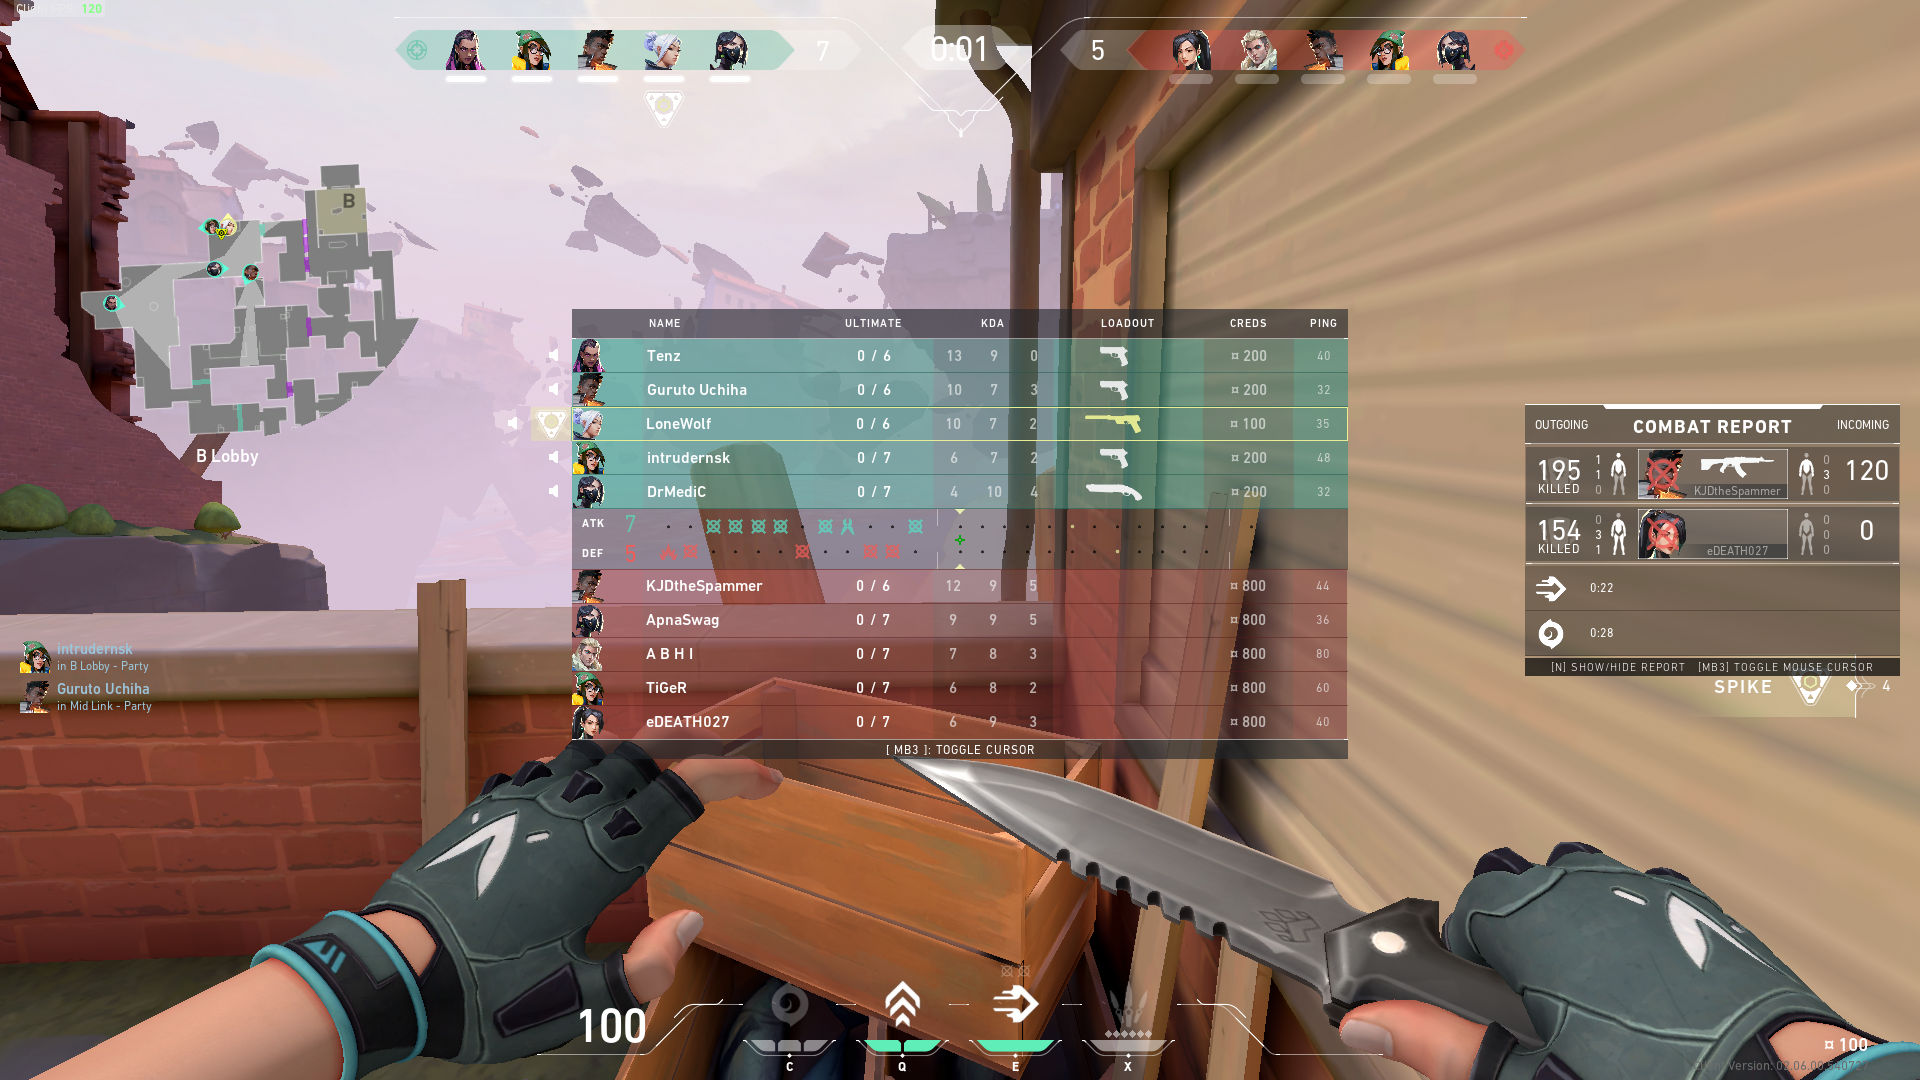 120
7
0:01
5
B
B Lobby
NAME ULTIMATE KDA LOADOUT CREDS PING
Tenz 0 / 6 13 9 0 ¤ 200 40
Guruto Uchiha 0 / 6 10 7 3 ¤ 200 32
LoneWolf 0 / 6 10 7 2 ¤ 100 35
intrudernsk 0 / 7 6 7 2 ¤ 200 48
DrMediC 0 / 7 4 10 4 ¤ 200 32
ATK 7
DEF 5
KJDtheSpammer 0 / 6 12 9 5 ¤ 800 44
ApnaSwag 0 / 7 9 9 5 ¤ 800 36
A B H I 0 / 7 7 8 3 ¤ 800 80
TiGeR 0 / 7 6 8 2 ¤ 800 60
eDEATH027 0 / 7 6 9 3 ¤ 800 40
[ MB3 ]: TOGGLE CURSOR
OUTGOING COMBAT REPORT INCOMING
195 KILLED 1 1 0 KJDtheSpammer 0 3 0 120
154 KILLED 0 3 1 eDEATH027 0 0 0 0
0:22
0:28
[N] SHOW/HIDE REPORT [MB3] TOGGLE MOUSE CURSOR
SPIKE 4
intrudernsk
in B Lobby - Party
Guruto Uchiha
in Mid Link - Party
100
C Q E X
¤ 100